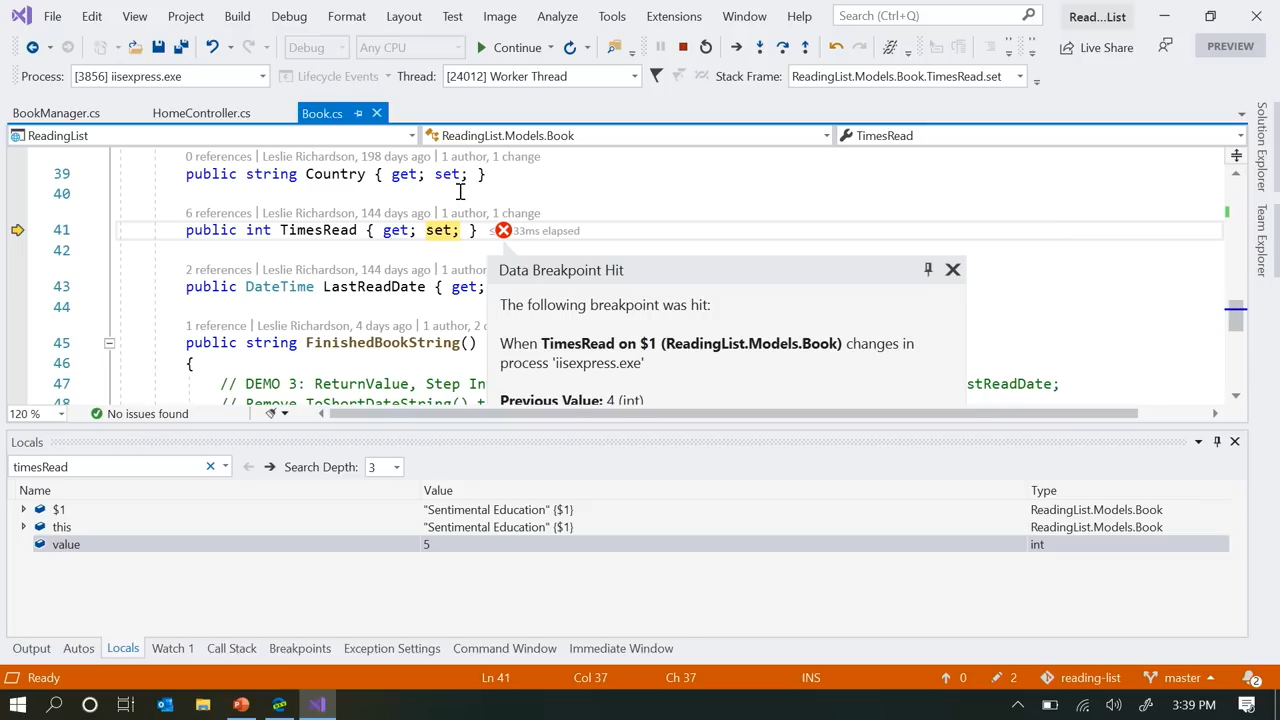 File Edit View Project Build Debug Format Layout Test Image Analyze Tools Extensions Window Help Search (Ctrl+Q) Read...List
Debug Any CPU Continue Live Share PREVIEW
Process: [3856] iisexpress.exe Lifecycle Events Thread: [24012] Worker Thread Stack Frame: ReadingList.Models.Book.TimesRead.set
BookManager.cs HomeController.cs Book.cs
ReadingList ReadingList.Models.Book TimesRead
0 references | Leslie Richardson, 198 days ago | 1 author, 1 change
39 public string Country { get; set; }
40
6 references | Leslie Richardson, 144 days ago | 1 author, 1 change
41 public int TimesRead { get; set; } 33ms elapsed
42
2 references | Leslie Richardson, 144 days ago | 1 author
43 public DateTime LastReadDate { get;
44
1 reference | Leslie Richardson, 4 days ago | 1 author, 2
45 public string FinishedBookString()
46 {
47 // DEMO 3: ReturnValue, Step In astReadDate;
48 // Remove ToShortDateString() t
Data Breakpoint Hit
The following breakpoint was hit:
When TimesRead on $1 (ReadingList.Models.Book) changes in
process 'iisexpress.exe'
Previous Value: 4 (int)
120 % No issues found
Locals
timesRead Search Depth: 3
Name Value Type
$1 "Sentimental Education" {$1} ReadingList.Models.Book
this "Sentimental Education" {$1} ReadingList.Models.Book
value 5 int
Output Autos Locals Watch 1 Call Stack Breakpoints Exception Settings Command Window Immediate Window
Ready Ln 41 Col 37 Ch 37 INS 0 2 reading-list master 2
3:39 PM
Solution Explorer
Team Explorer